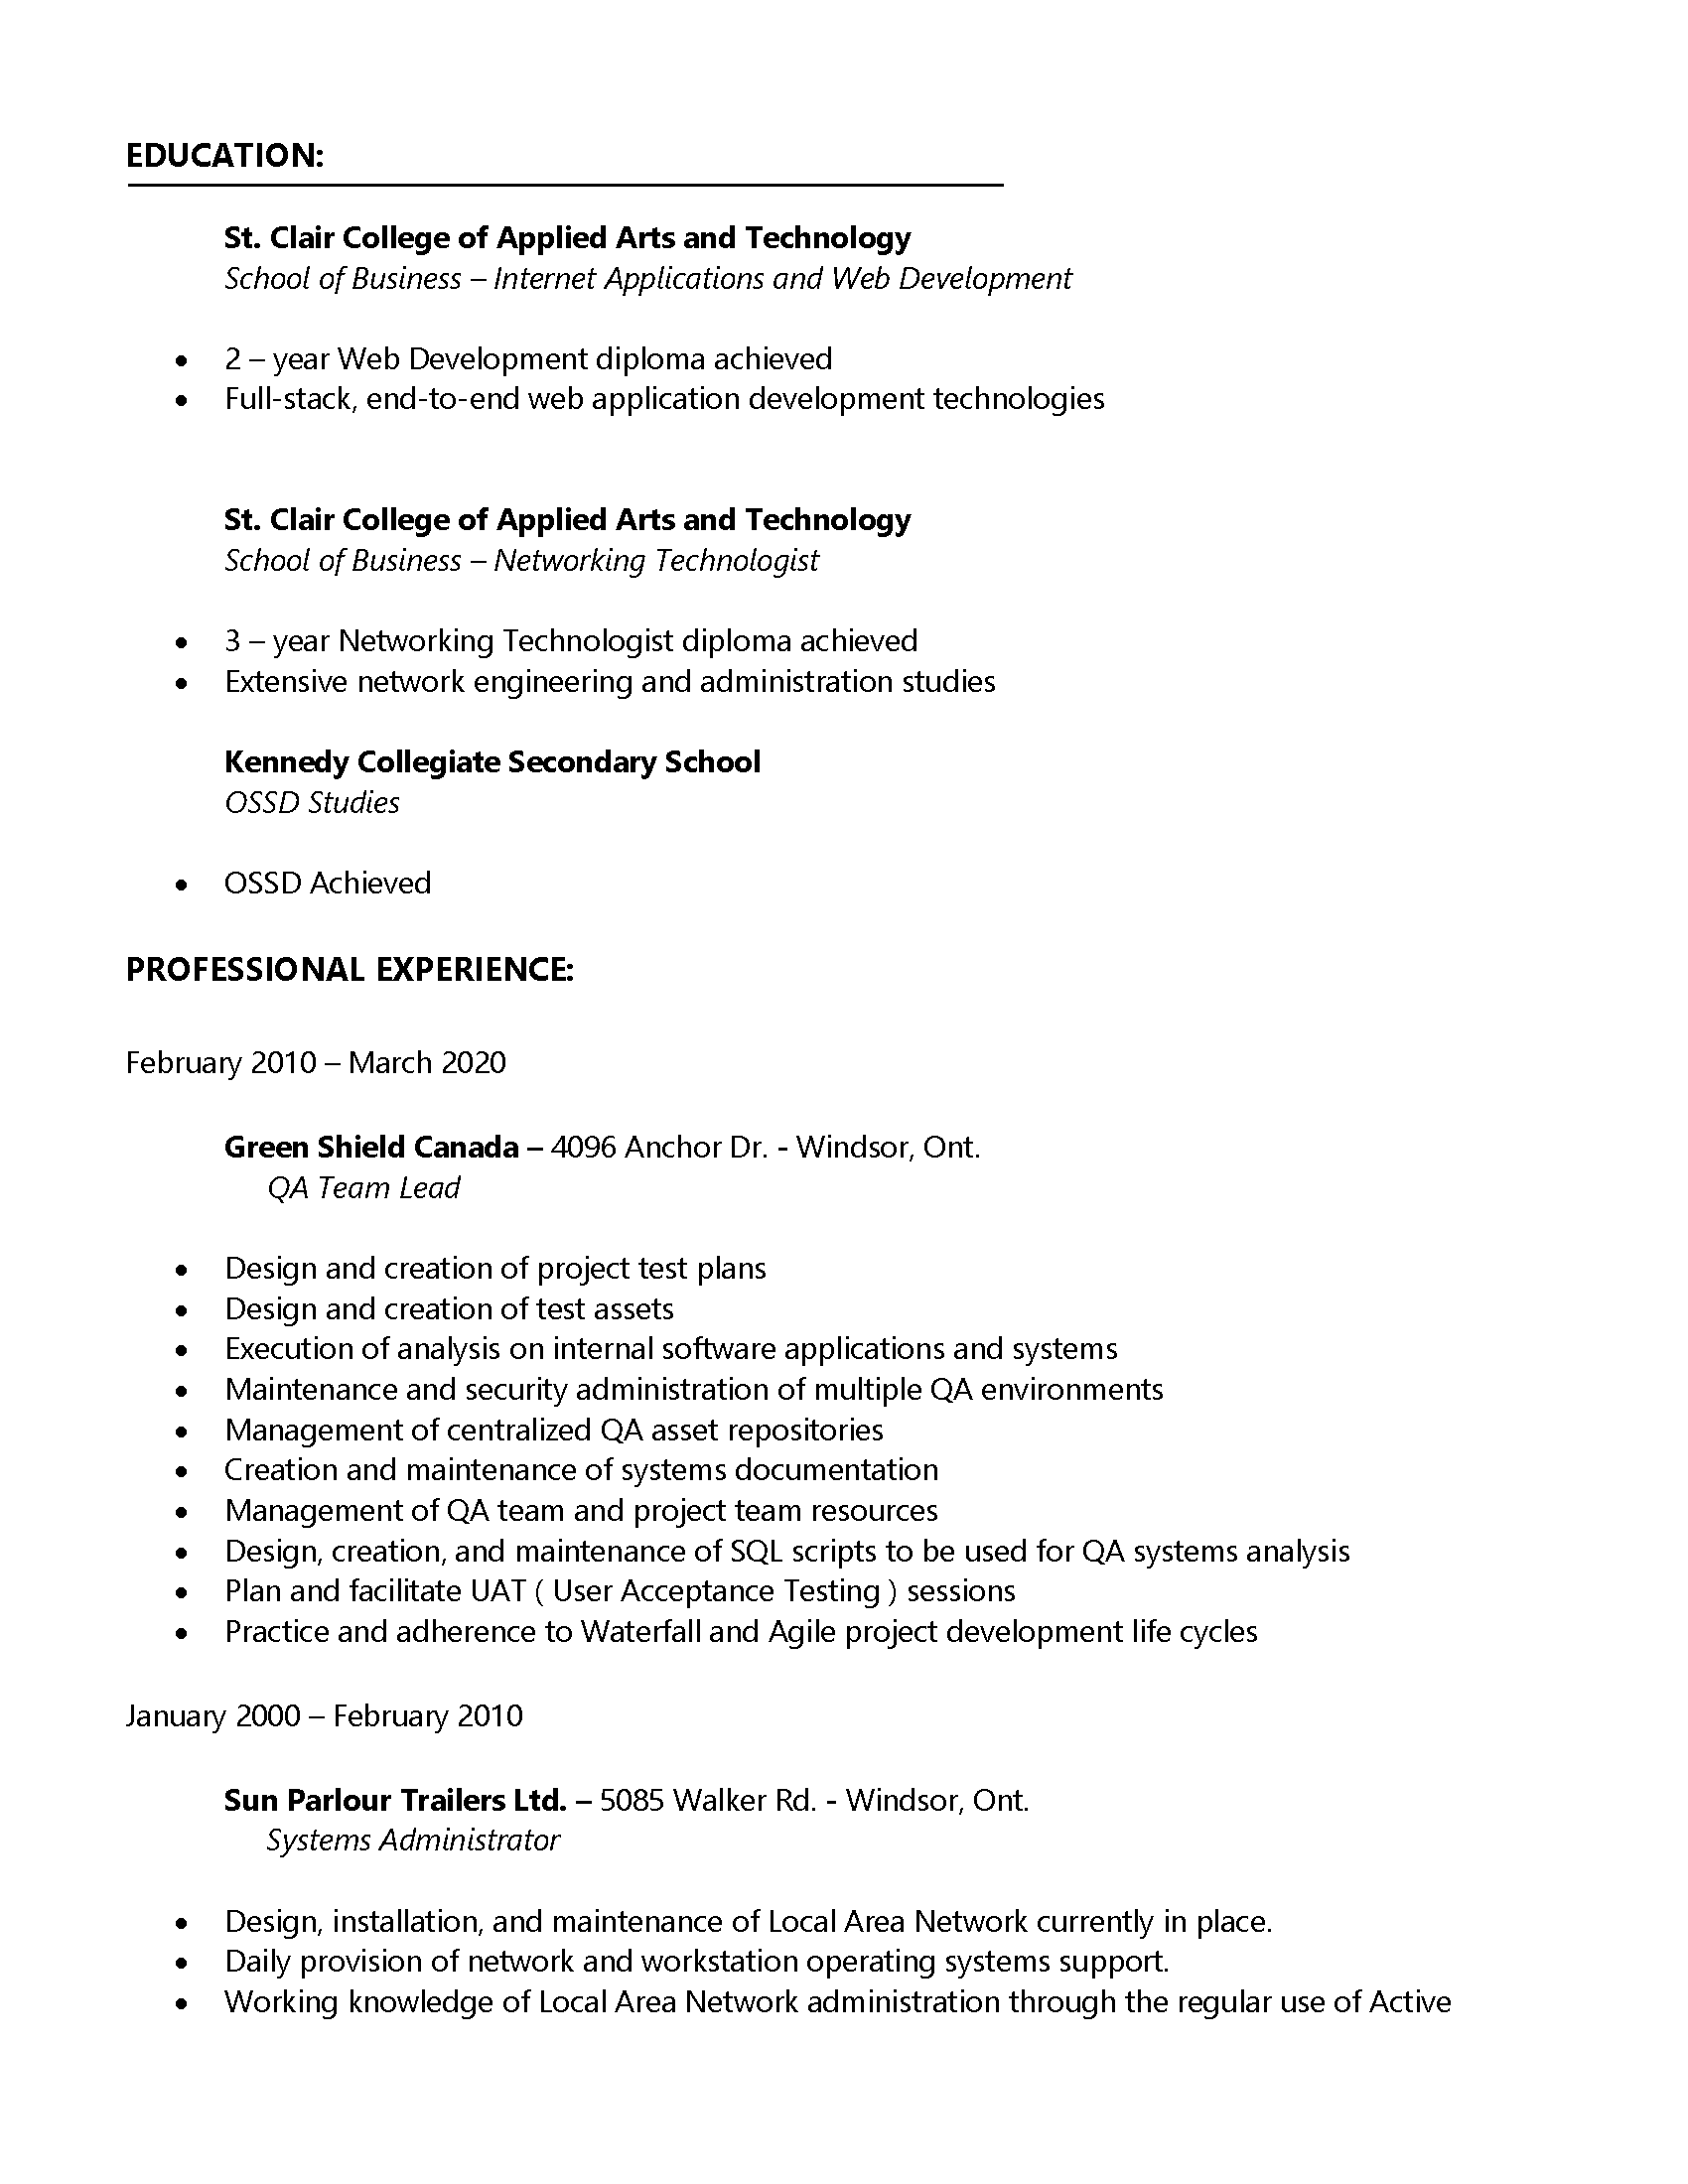 EDUCATION:
St. Clair College of Applied Arts and Technology
School of Business – Internet Applications and Web Development
• 2 – year Web Development diploma achieved
• Full-stack, end-to-end web application development technologies
St. Clair College of Applied Arts and Technology
School of Business – Networking Technologist
• 3 – year Networking Technologist diploma achieved
• Extensive network engineering and administration studies
Kennedy Collegiate Secondary School
OSSD Studies
• OSSD Achieved
PROFESSIONAL EXPERIENCE:
February 2010 – March 2020
Green Shield Canada – 4096 Anchor Dr. - Windsor, Ont.
QA Team Lead
• Design and creation of project test plans
• Design and creation of test assets
• Execution of analysis on internal software applications and systems
• Maintenance and security administration of multiple QA environments
• Management of centralized QA asset repositories
• Creation and maintenance of systems documentation
• Management of QA team and project team resources
• Design, creation, and maintenance of SQL scripts to be used for QA systems analysis
• Plan and facilitate UAT ( User Acceptance Testing ) sessions
• Practice and adherence to Waterfall and Agile project development life cycles
January 2000 – February 2010
Sun Parlour Trailers Ltd. – 5085 Walker Rd. - Windsor, Ont.
Systems Administrator
• Design, installation, and maintenance of Local Area Network currently in place.
• Daily provision of network and workstation operating systems support.
• Working knowledge of Local Area Network administration through the regular use of Active